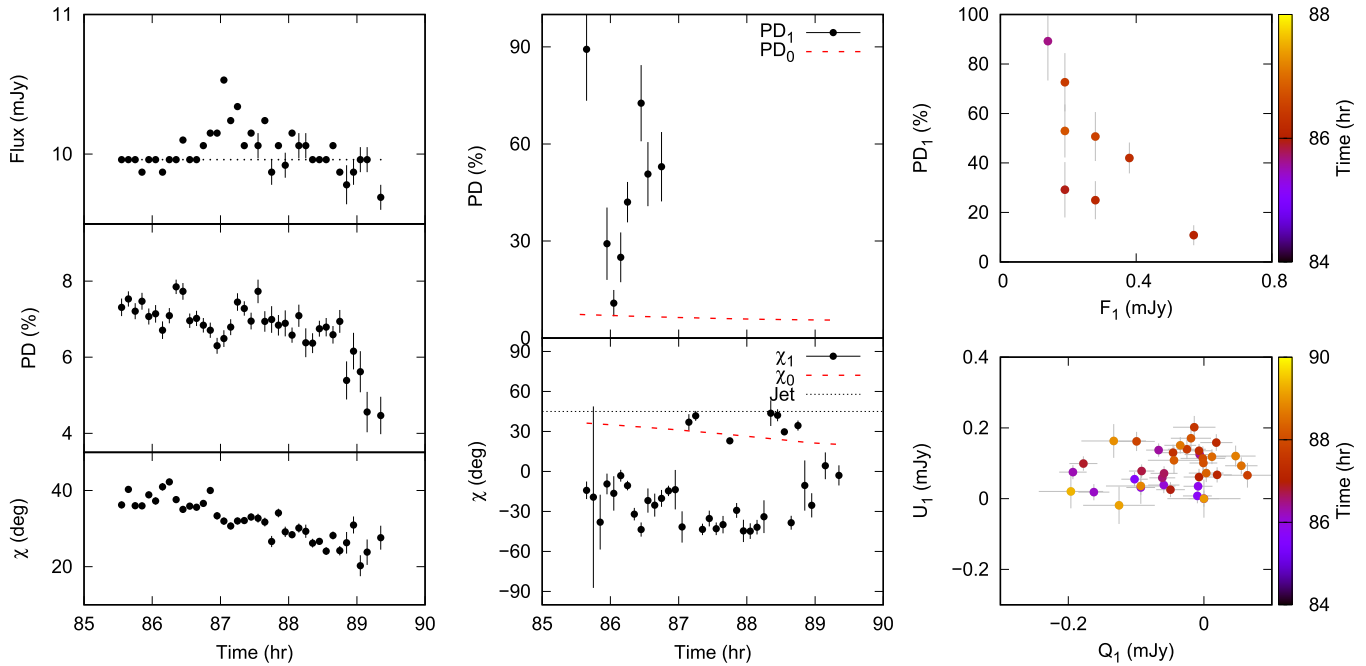 11
10
Flux (mJy)
8
6
4
PD (%)
40
20
χ (deg)
85 86 87 88 89 90
Time (hr)
90
60
30
0
PD (%)
PD₁
PD₀
90
60
30
0
−30
−60
−90
χ (deg)
χ₁
χ₀
Jet
85 86 87 88 89 90
Time (hr)
100
80
60
40
20
0
PD₁ (%)
0 0.4 0.8
F₁ (mJy)
88
86
84
Time (hr)
0.4
0.2
0
−0.2
U₁ (mJy)
−0.2 0
Q₁ (mJy)
90
88
86
84
Time (hr)